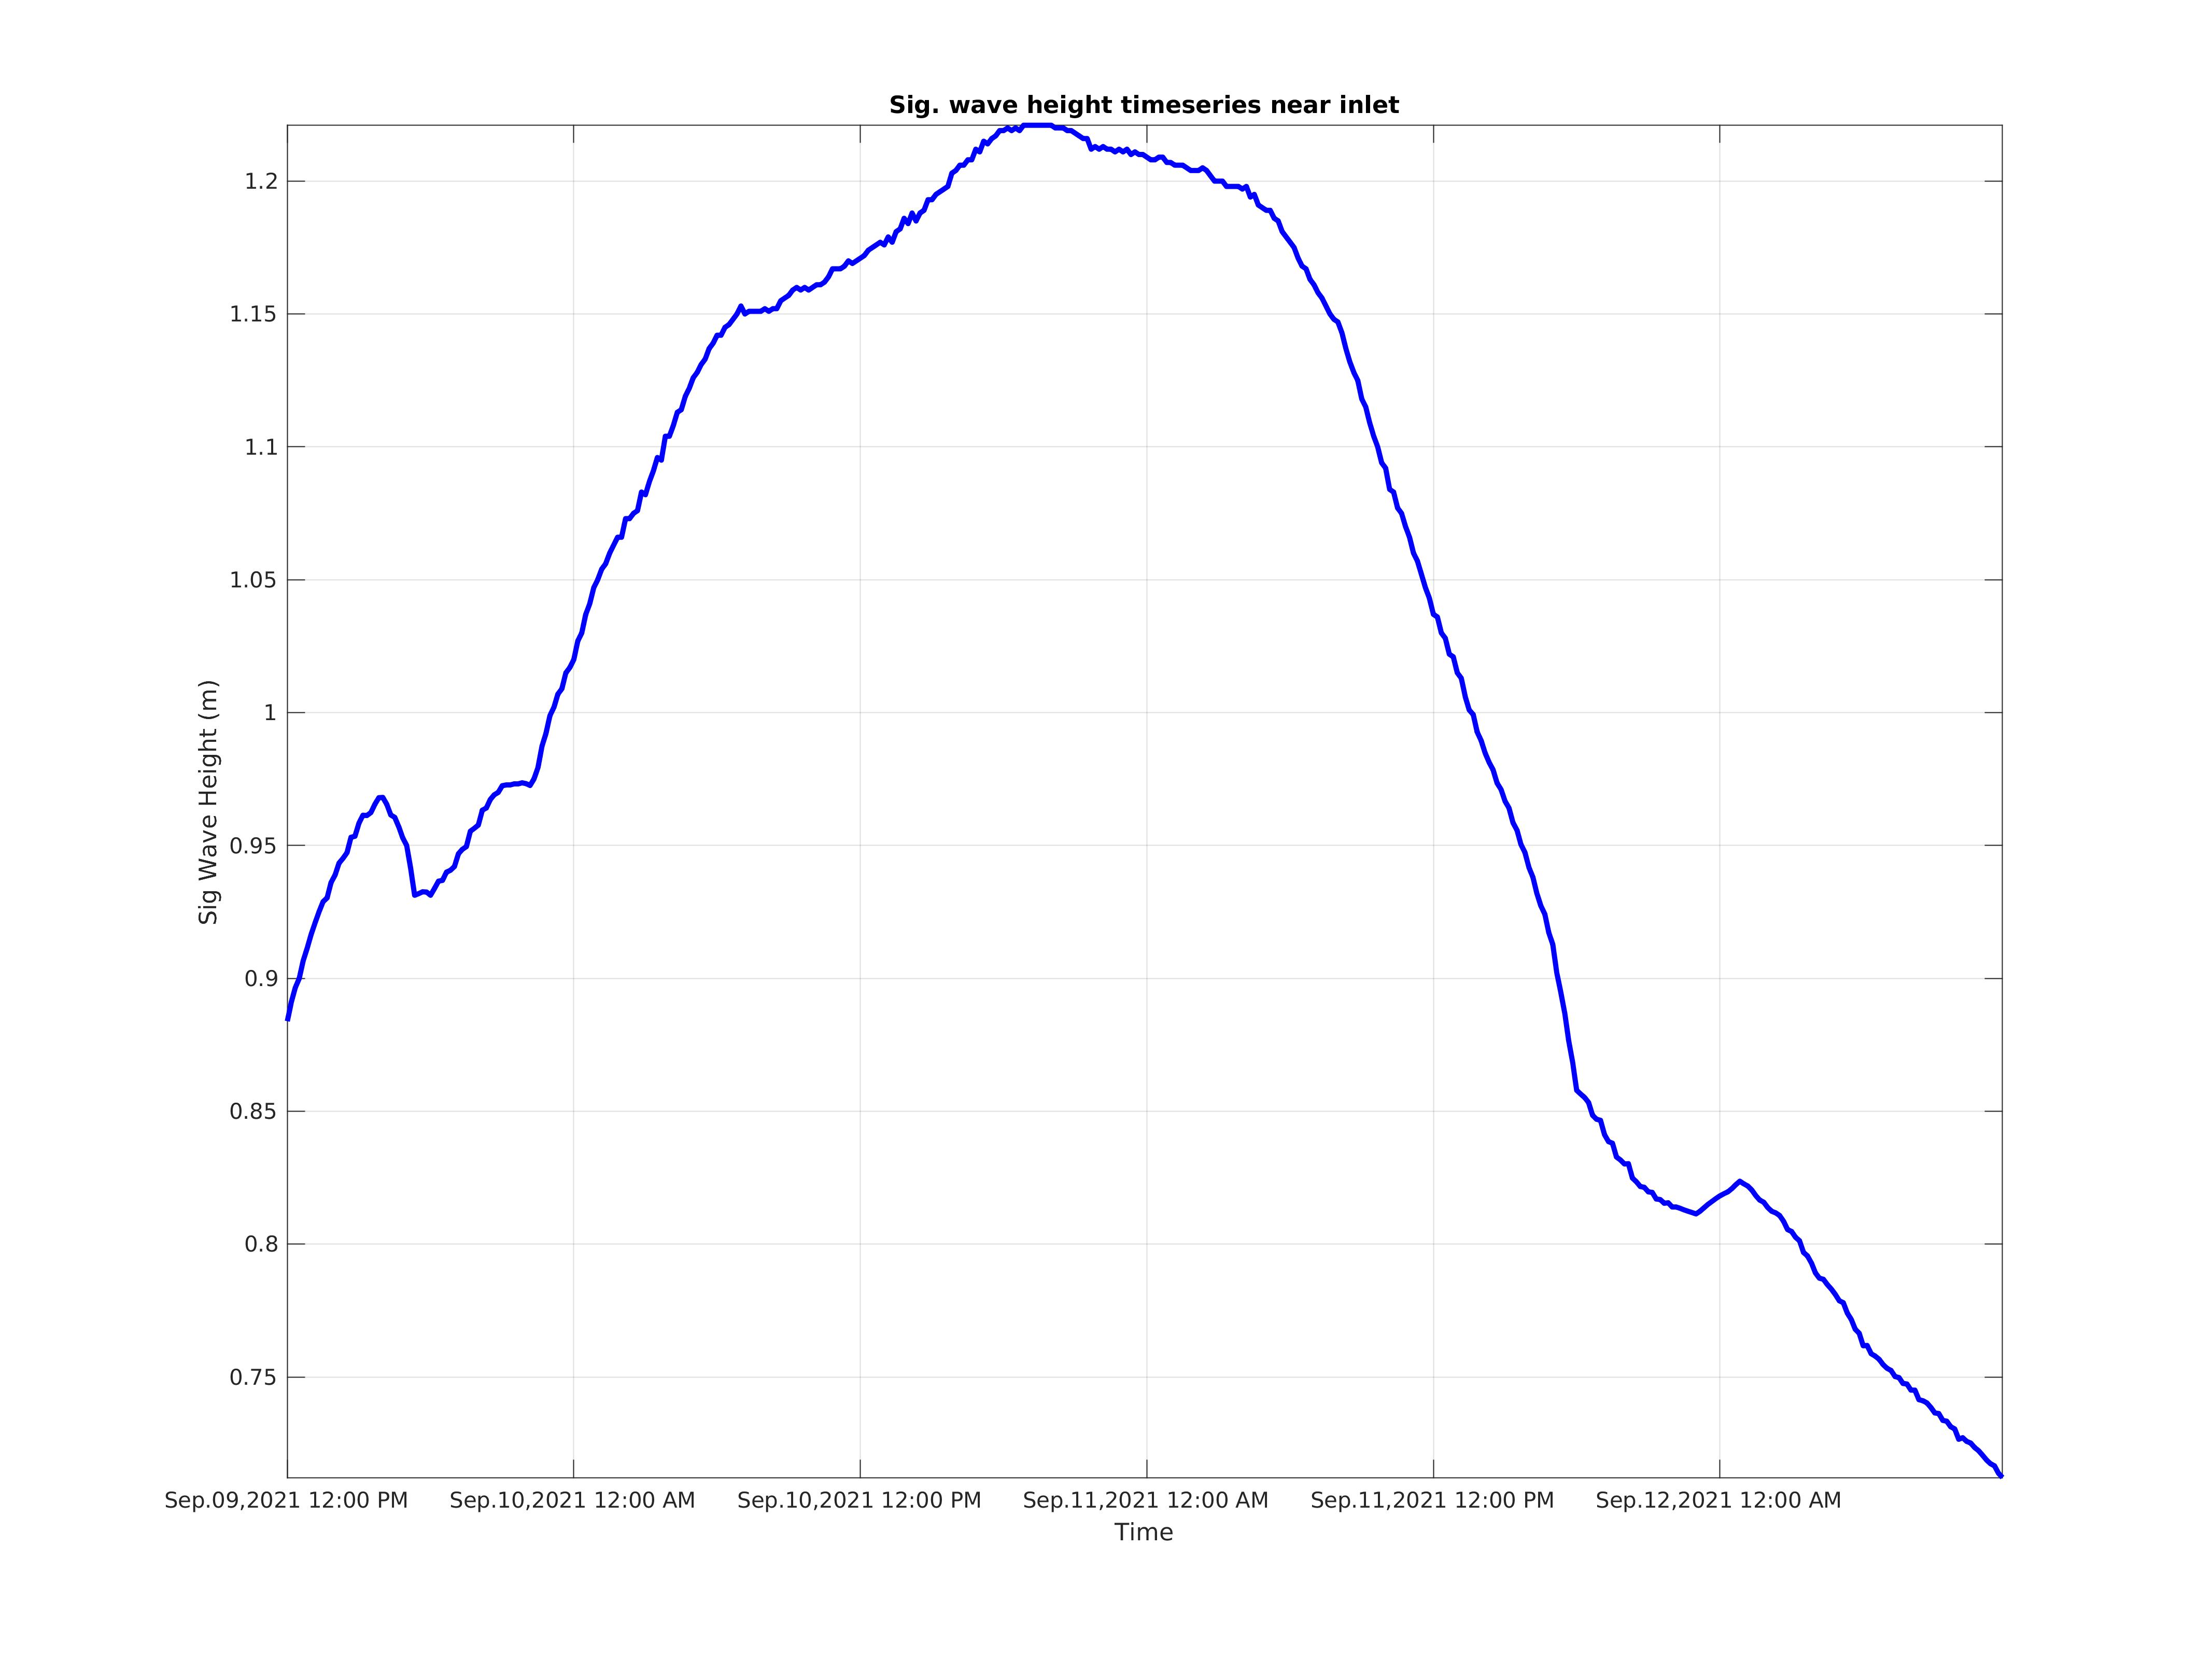 Sig. wave height timeseries near inlet
Sig Wave Height (m)
1.2
1.15
1.1
1.05
1
0.95
0.9
0.85
0.8
0.75
Sep.09,2021 12:00 PM Sep.10,2021 12:00 AM Sep.10,2021 12:00 PM Sep.11,2021 12:00 AM Sep.11,2021 12:00 PM Sep.12,2021 12:00 AM
Time